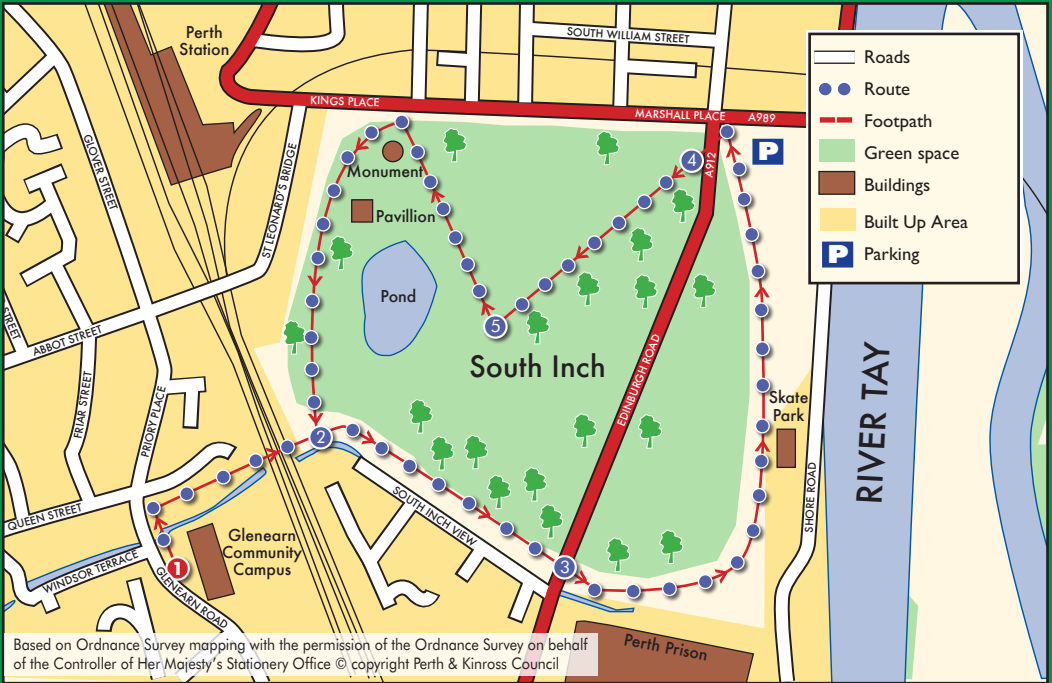 Perth
Station
SOUTH WILLIAM STREET
KINGS PLACE
MARSHALL PLACE
A989
A912
P
4
Roads
Route
Footpath
Green space
Buildings
Built Up Area
P
Parking
GLOVER STREET
ST LEONARD'S BRIDGE
Monument
Pavillion
Pond
5
South Inch
EDINBURGH ROAD
STREET
ABBOT STREET
FRIAR STREET
PRIORY PLACE
2
Skate
Park
RIVER TAY
SHORE ROAD
QUEEN STREET
SOUTH INCH VIEW
Glenearn
Community
Campus
WINDSOR TERRACE
1
3
GLENEARN ROAD
Perth Prison
Based on Ordnance Survey mapping with the permission of the Ordnance Survey on behalf
of the Controller of Her Majesty's Stationery Office © copyright Perth & Kinross Council